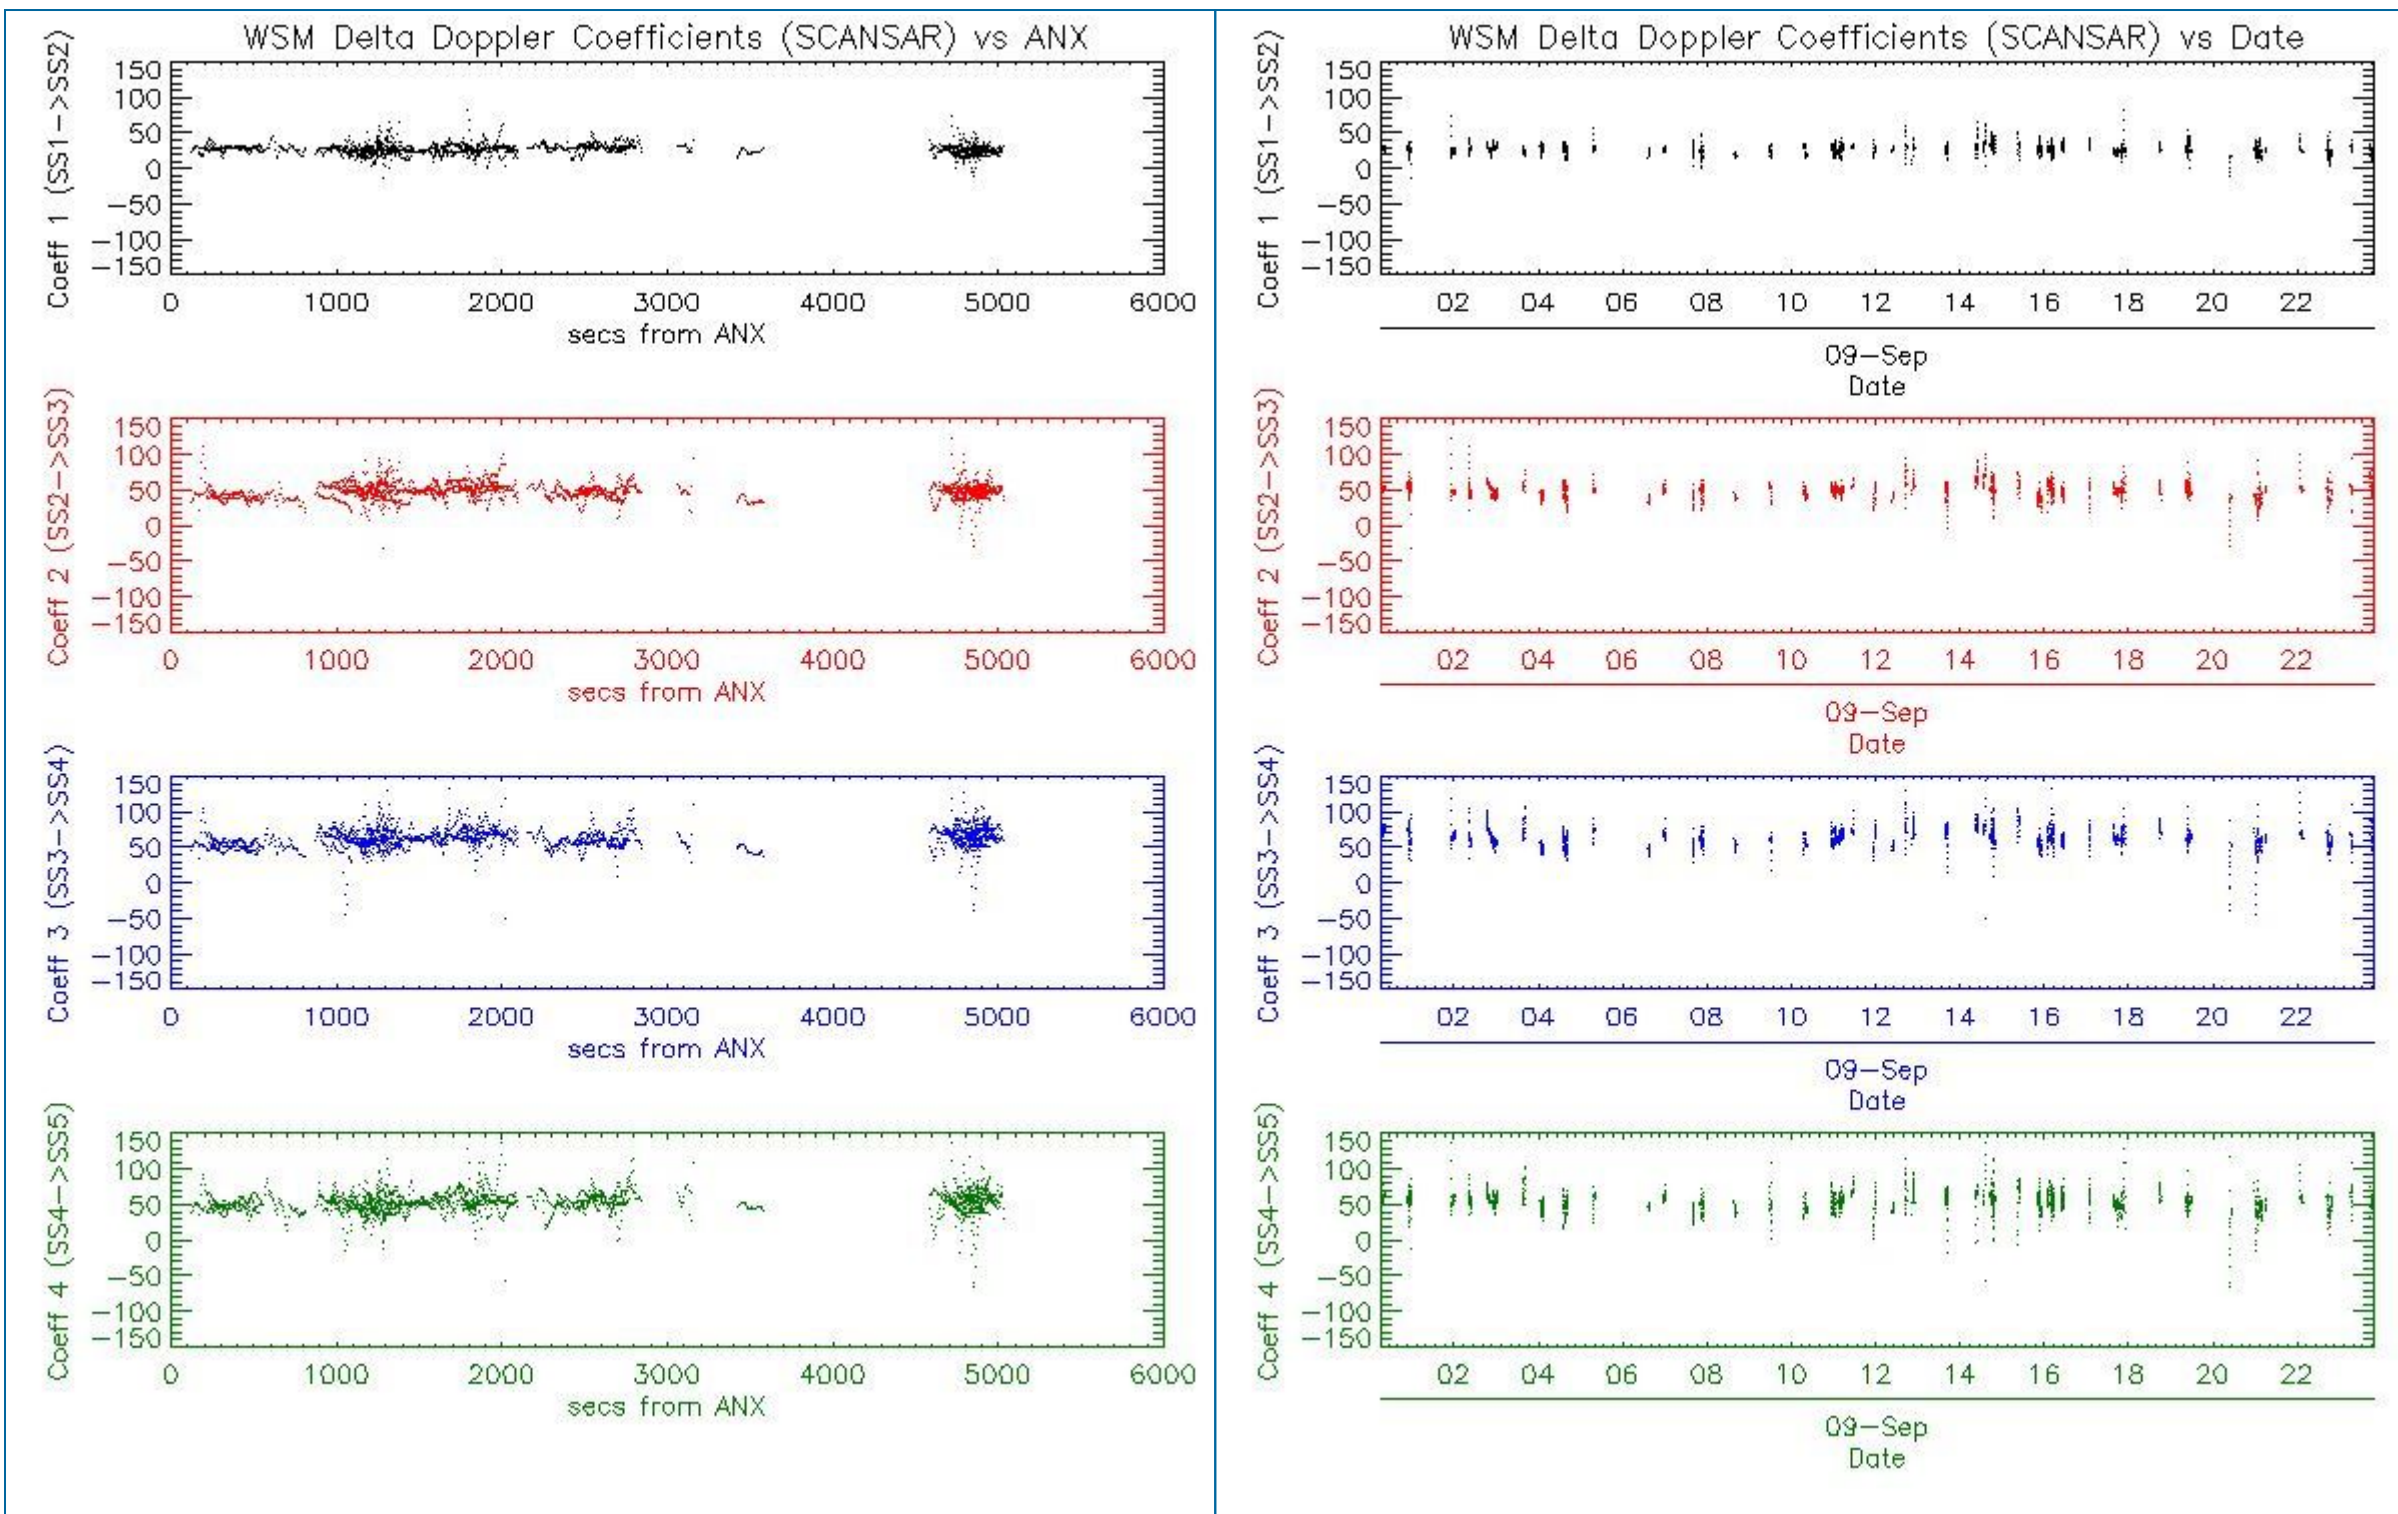 WSM Delta Doppler Coefficients (SCANSAR) vs ANX
Coeff 1 (SS1->SS2)
150
100
50
0
−50
−100
−150
0 1000 2000 3000 4000 5000 6000
secs from ANX
Coeff 2 (SS2->SS3)
150
100
50
0
−50
−100
−150
0 1000 2000 3000 4000 5000 6000
secs from ANX
Coeff 3 (SS3->SS4)
150
100
50
0
−50
−100
−150
0 1000 2000 3000 4000 5000 6000
secs from ANX
Coeff 4 (SS4->SS5)
150
100
50
0
−50
−100
−150
0 1000 2000 3000 4000 5000 6000
secs from ANX
WSM Delta Doppler Coefficients (SCANSAR) vs Date
Coeff 1 (SS1->SS2)
150
100
50
0
−50
−100
−150
02 04 06 08 10 12 14 16 18 20 22
09−Sep
Date
Coeff 2 (SS2->SS3)
150
100
50
0
−50
−100
−150
02 04 06 08 10 12 14 16 18 20 22
09−Sep
Date
Coeff 3 (SS3->SS4)
150
100
50
0
−50
−100
−150
02 04 06 08 10 12 14 16 18 20 22
09−Sep
Date
Coeff 4 (SS4->SS5)
150
100
50
0
−50
−100
−150
02 04 06 08 10 12 14 16 18 20 22
09−Sep
Date